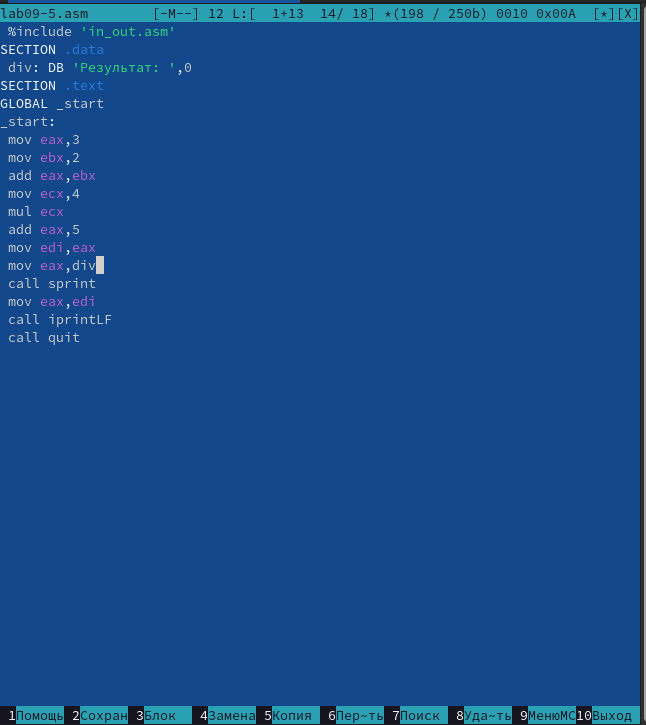 lab09-5.asm [-M--] 12 L:[ 1+13 14/ 18] *(198 / 250b) 0010 0x00A [*][X]
%include 'in_out.asm'
SECTION .data
div: DB 'Результат: ',0
SECTION .text
GLOBAL _start
_start:
mov eax,3
mov ebx,2
add eax,ebx
mov ecx,4
mul ecx
add eax,5
mov edi,eax
mov eax,div
call sprint
mov eax,edi
call iprintLF
call quit
1Помощь 2Сохран 3Блок 4Замена 5Копия 6Пер~ть 7Поиск 8Уда~ть 9МенюМС 10Выход